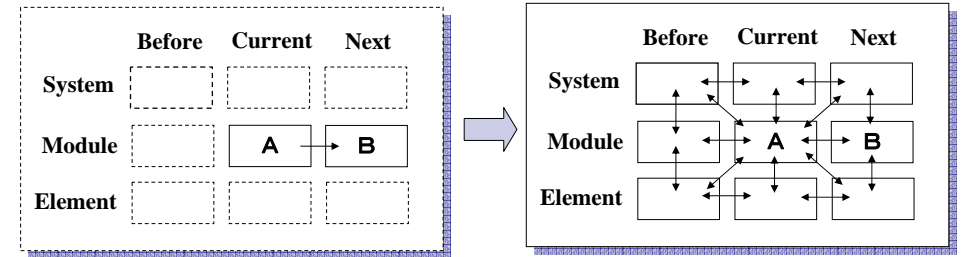 Before Current Next
System
Module A B
Element
Before Current Next
System
Module A B
Element